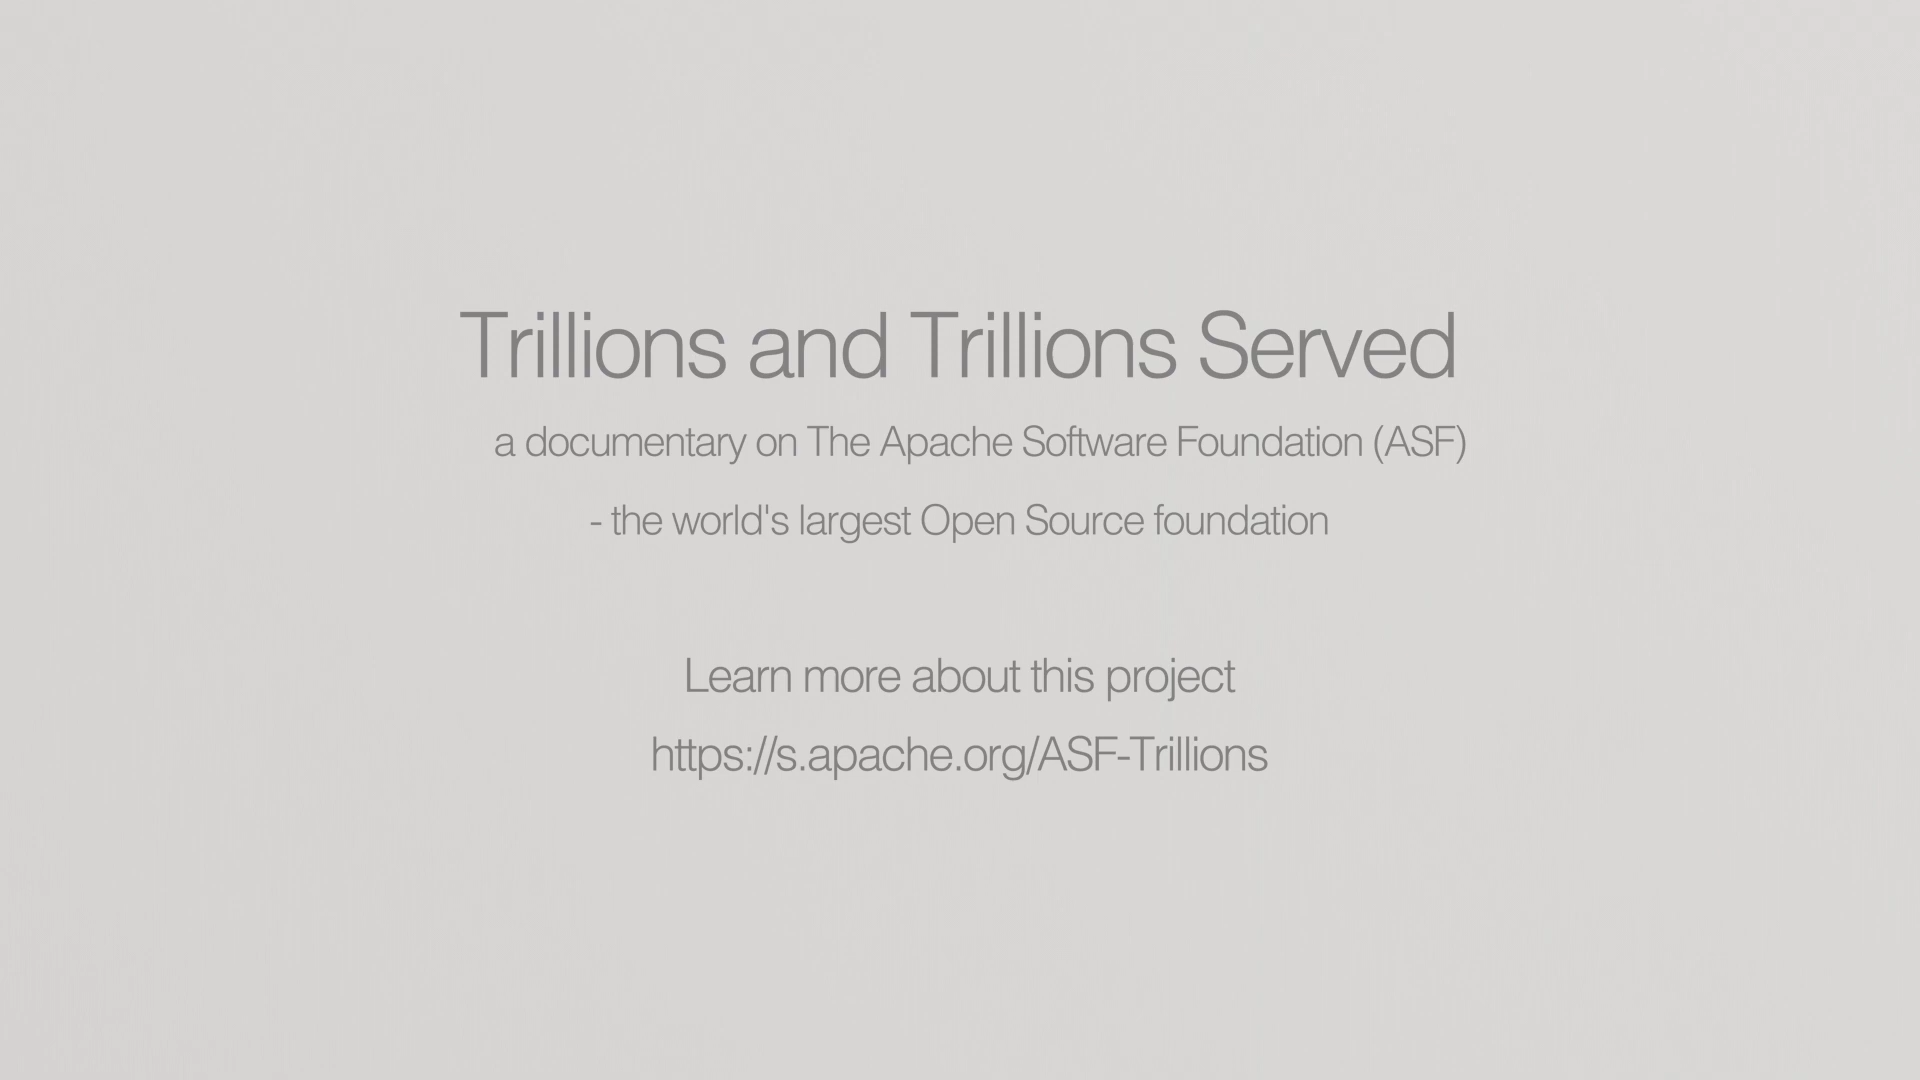 Trillions and Trillions Served
a documentary on The Apache Software Foundation (ASF)
- the world's largest Open Source foundation
Learn more about this project
https://s.apache.org/ASF-Trillions